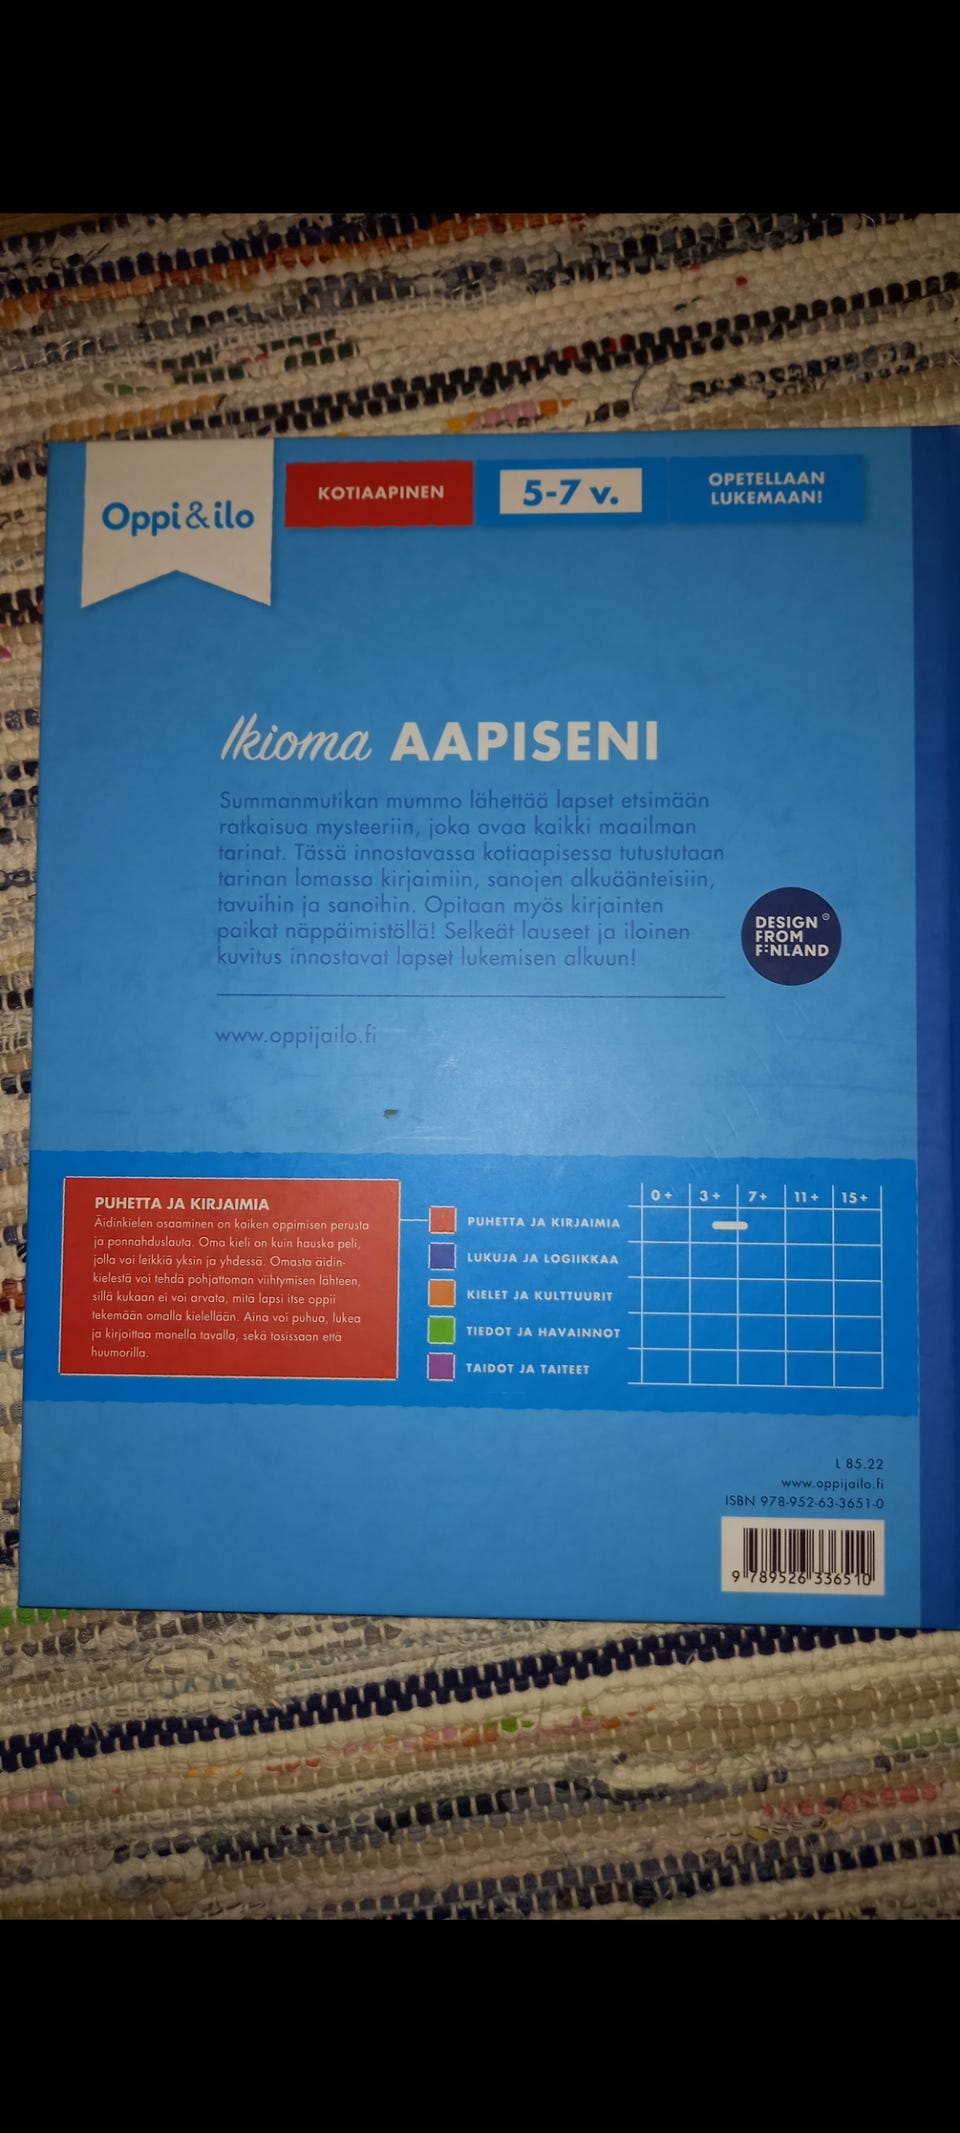 Oppi&ilo
KOTIAAPINEN
5-7 v.
OPETELLAAN
LUKEMAAN!
Ikioma AAPISENI
Summanmutikan mummo lähettää lapset etsimään
ratkaisua mysteeriin, joka avaa kaikki maailman
tarinat. Tässä innostavassa kotiaapisessa tutustutaan
tarinan lomassa kirjaimiin, sanojen alkuäänteisiin,
tavuihin ja sanoihin. Opitaan myös kirjainten
paikat näppäimistöllä! Selkeät lauseet ja iloinen
kuvitus innostavat lapset lukemisen alkuun!
DESIGN
FROM
FINLAND
www.oppijailo.fi
PUHETTA JA KIRJAIMIA
Äidinkielen osaaminen on kaiken oppimisen perusta
ja ponnahduslauta. Oma kieli on kuin hauska peli,
jolla voi leikkiä yksin ja yhdessä. Omasta äidin-
kielestä voi tehdä pohjattoman viihtymisen lähteen,
sillä kukaan ei voi arvata, mitä lapsi itse oppii
tekemään omalla kielellään. Aina voi puhua, lukea
ja kirjoittaa monella tavalla, sekä tosissaan että
huumorilla.
0+ 3+ 7+ 11+ 15+
PUHETTA JA KIRJAIMIA
LUKUJA JA LOGIIKKAA
KIELET JA KULTTUURIT
TIEDOT JA HAVAINNOT
TAIDOT JA TAITEET
L 85.22
www.oppijailo.fi
ISBN 978-952-63-3651-0
9 789526 336510